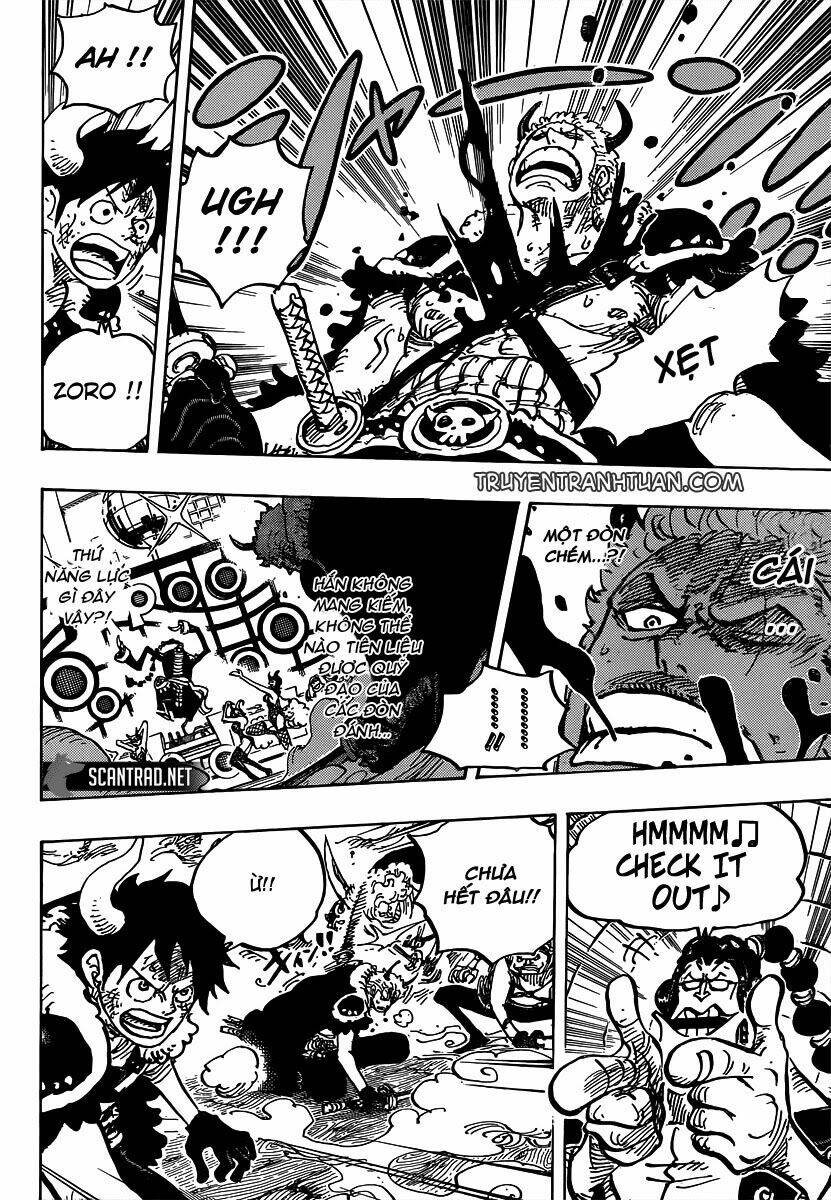 XẸT
UGH
!!!
AH !!
ZORO !!
TRUYENTRANHTUAN.COM
CÁI
...
MỘT ĐÒN
CHÉM...?!
!!
HẮN KHÔNG
MANG KIẾM,
KHÔNG THỂ
NÀO TIÊN LIỆU
ĐƯỢC QUỸ
ĐẠO CỦA
CÁC ĐÒN
ĐÁNH...
THỨ
NĂNG LỰC
GÌ ĐÂY
VẬY?!
SCANTRAD.NET
HMMMM♫
CHECK IT
OUT♪
CHƯA
HẾT ĐÂU!!
Ừ!!